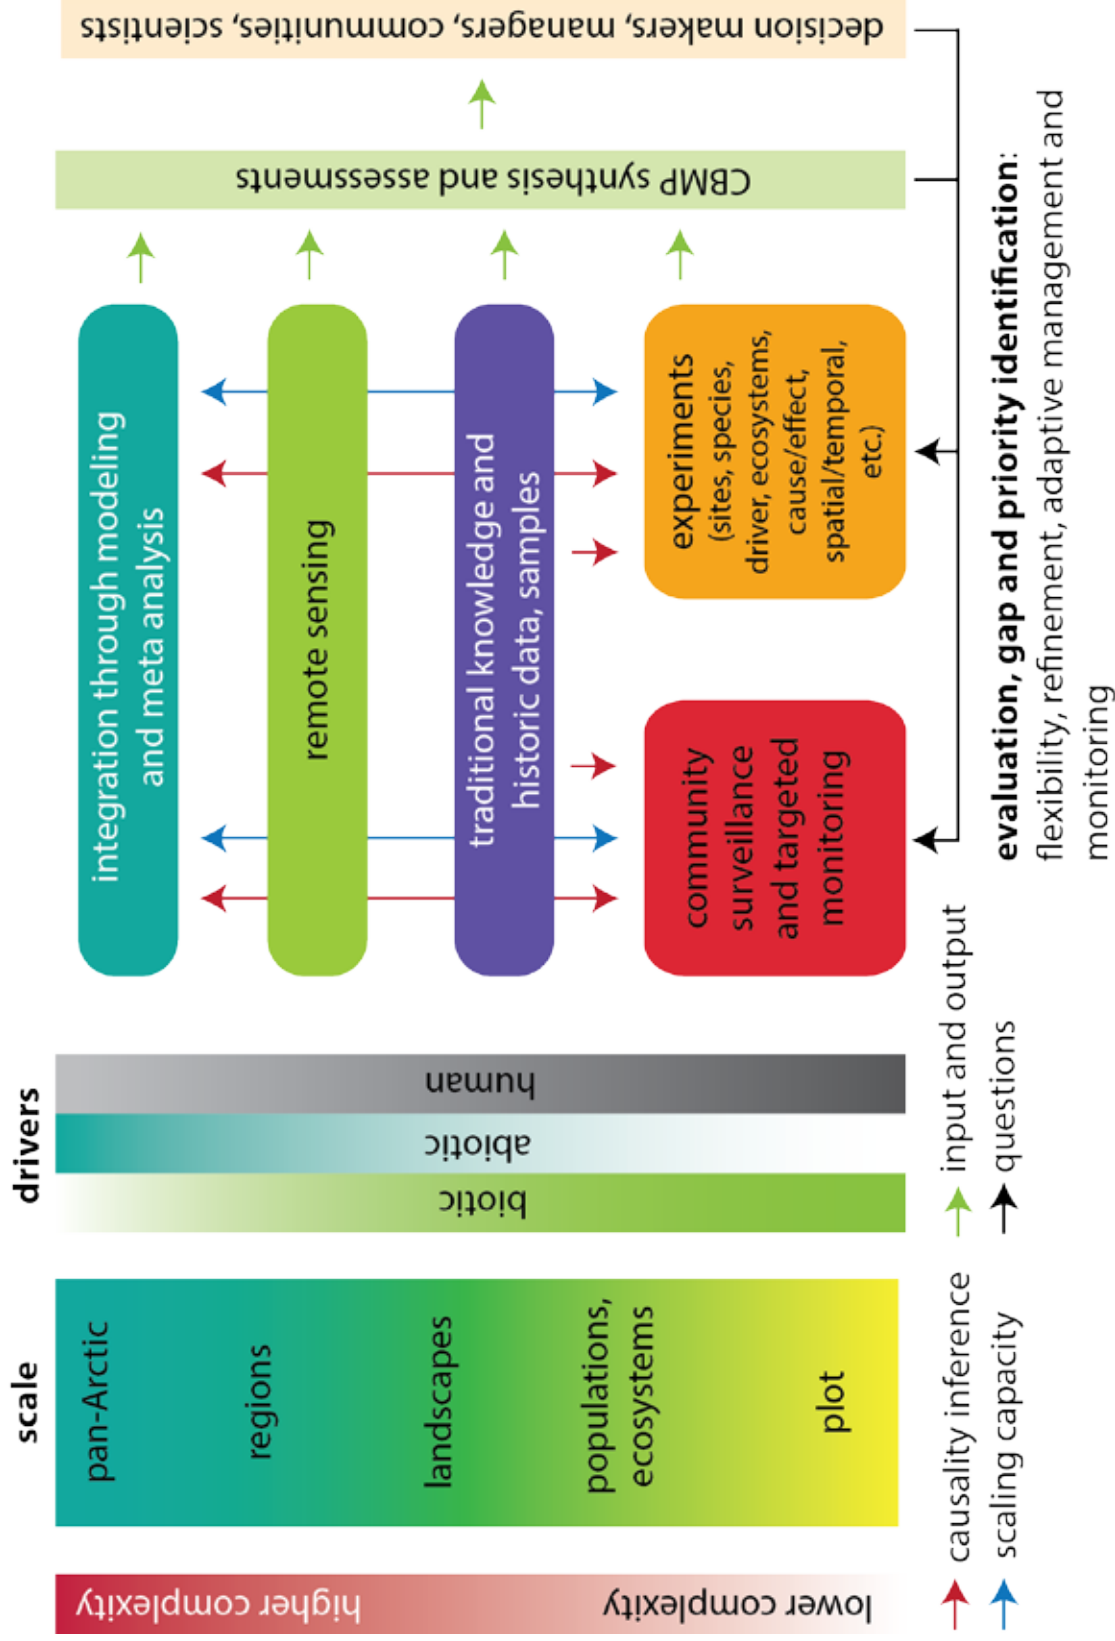 scale
drivers
higher complexity
lower complexity
pan-Arctic
regions
landscapes
populations,
ecosystems
plot
biotic
abiotic
human
integration through modeling
and meta analysis
remote sensing
traditional knowledge and
historic data, samples
community
surveillance
and targeted
monitoring
experiments
(sites, species,
driver, ecosystems,
cause/effect,
spatial/temporal,
etc.)
CBMP synthesis and assessments
decision makers, managers, communities, scientists
causality inference
scaling capacity
input and output
questions
evaluation, gap and priority identification:
flexibility, refinement, adaptive management and
monitoring